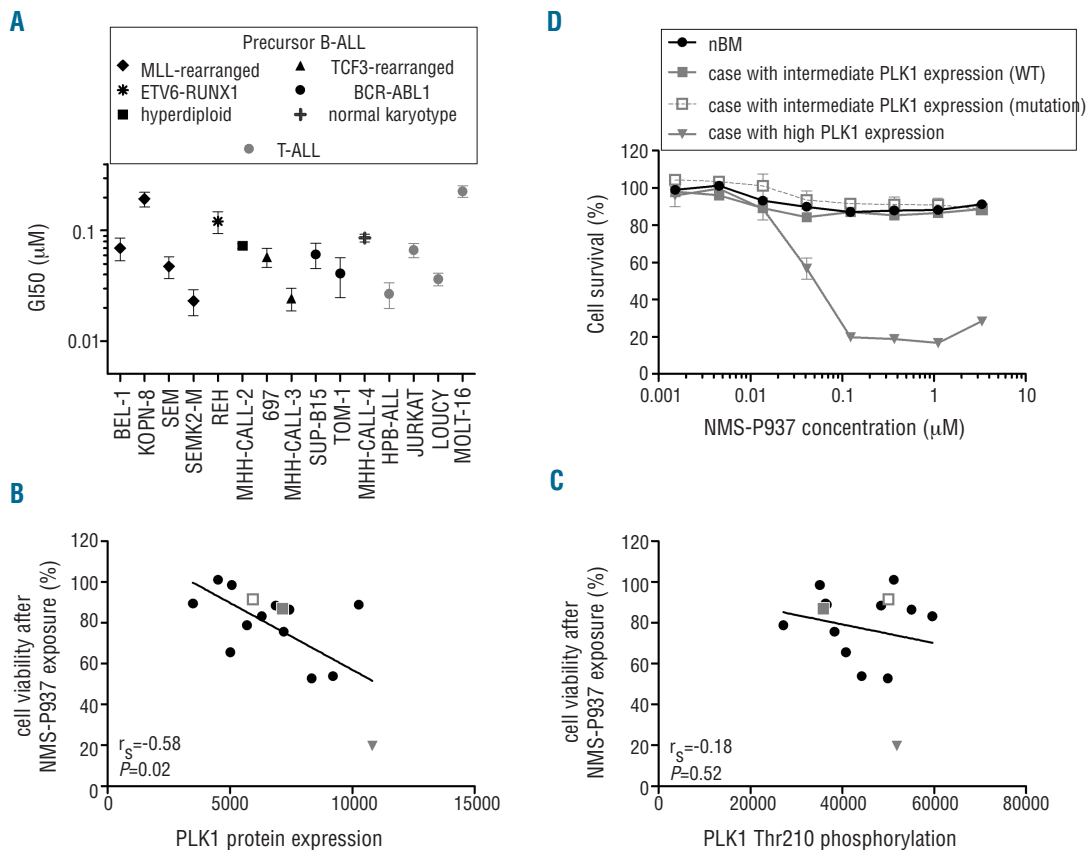 A
Precursor B-ALL
MLL-rearranged
TCF3-rearranged
ETV6-RUNX1
BCR-ABL1
hyperdiploid
normal karyotype
T-ALL
GI50 (μM)
0.1
0.01
BEL-1
KOPN-8
SEM
SEMK2-M
REH
MHH-CALL-2
697
MHH-CALL-3
SUP-B15
TOM-1
MHH-CALL-4
HPB-ALL
JURKAT
LOUCY
MOLT-16
D
nBM
case with intermediate PLK1 expression (WT)
case with intermediate PLK1 expression (mutation)
case with high PLK1 expression
Cell survival (%)
120
100
80
60
40
20
0
0.001
0.01
0.1
1
10
NMS-P937 concentration (μM)
B
cell viability after
NMS-P937 exposure (%)
120
100
80
60
40
20
0
rs=-0.58
P=0.02
0
5000
10000
15000
PLK1 protein expression
C
cell viability after
NMS-P937 exposure (%)
120
100
80
60
40
20
0
rs=-0.18
P=0.52
0
20000
40000
60000
80000
PLK1 Thr210 phosphorylation